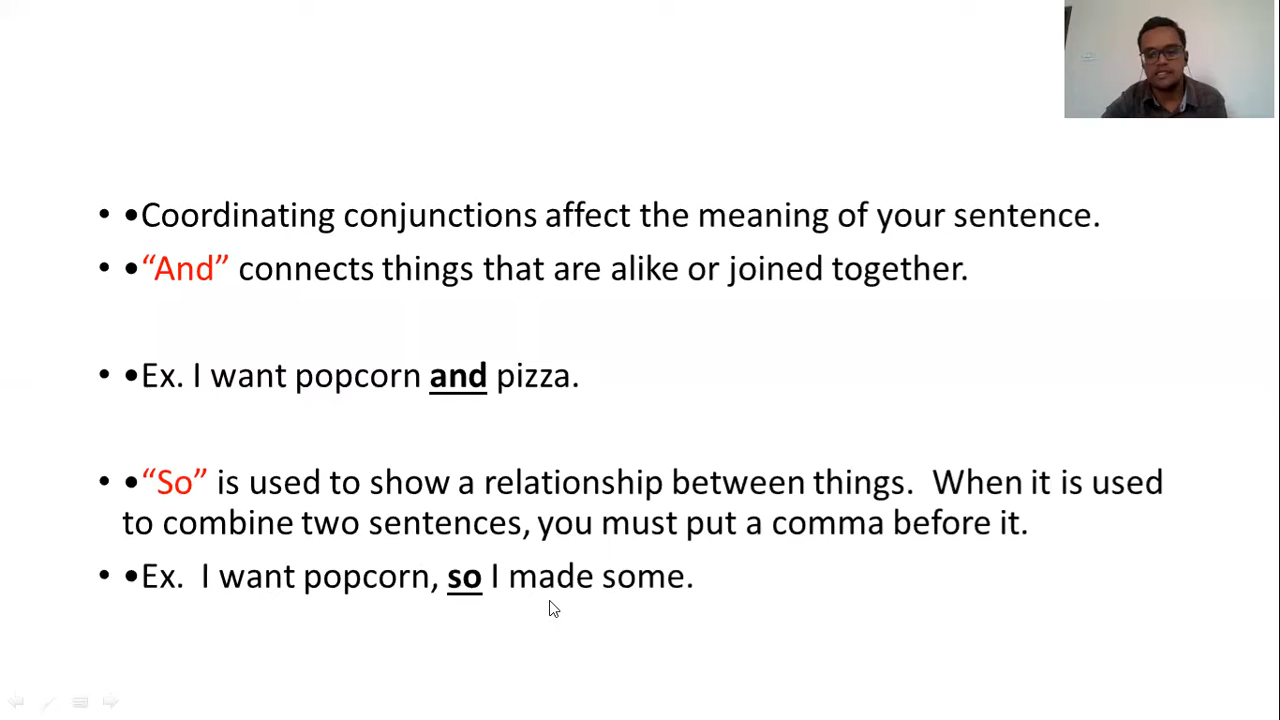 • •Coordinating conjunctions affect the meaning of your sentence.
• •“And” connects things that are alike or joined together.
• •Ex. I want popcorn and pizza.
• •“So” is used to show a relationship between things.  When it is used
to combine two sentences, you must put a comma before it.
• •Ex.  I want popcorn, so I made some.